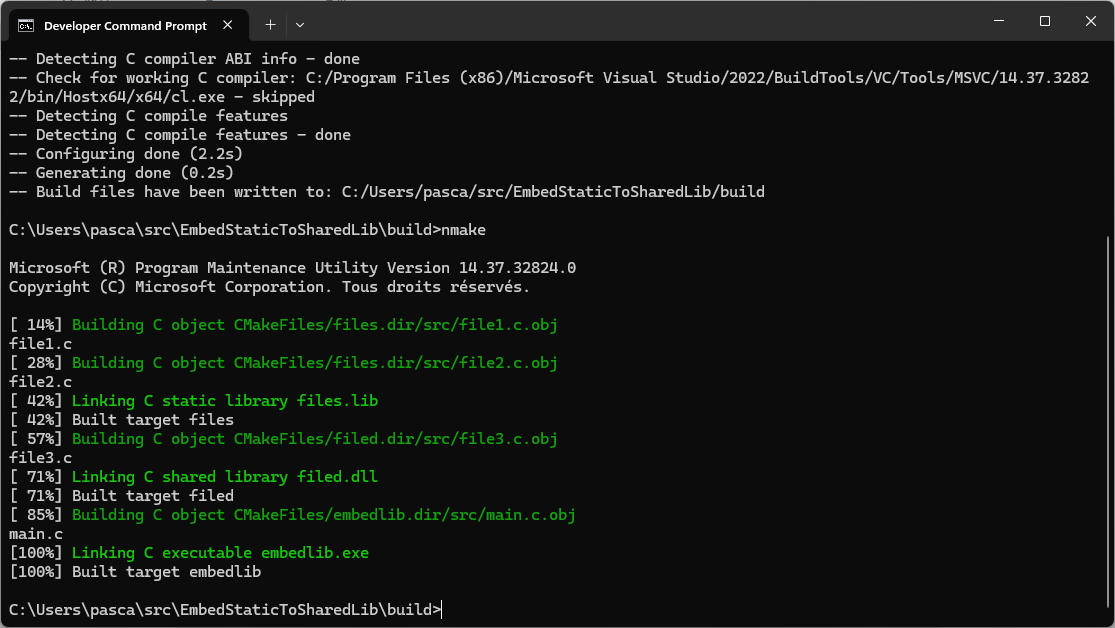 Developer Command Prompt
-- Detecting C compiler ABI info - done
-- Check for working C compiler: C:/Program Files (x86)/Microsoft Visual Studio/2022/BuildTools/VC/Tools/MSVC/14.37.3282
2/bin/Hostx64/x64/cl.exe - skipped
-- Detecting C compile features
-- Detecting C compile features - done
-- Configuring done (2.2s)
-- Generating done (0.2s)
-- Build files have been written to: C:/Users/pasca/src/EmbedStaticToSharedLib/build
C:\Users\pasca\src\EmbedStaticToSharedLib\build>nmake
Microsoft (R) Program Maintenance Utility Version 14.37.32824.0
Copyright (C) Microsoft Corporation. Tous droits réservés.
[ 14%] Building C object CMakeFiles/files.dir/src/file1.c.obj
file1.c
[ 28%] Building C object CMakeFiles/files.dir/src/file2.c.obj
file2.c
[ 42%] Linking C static library files.lib
[ 42%] Built target files
[ 57%] Building C object CMakeFiles/filed.dir/src/file3.c.obj
file3.c
[ 71%] Linking C shared library filed.dll
[ 71%] Built target filed
[ 85%] Building C object CMakeFiles/embedlib.dir/src/main.c.obj
main.c
[100%] Linking C executable embedlib.exe
[100%] Built target embedlib
C:\Users\pasca\src\EmbedStaticToSharedLib\build>